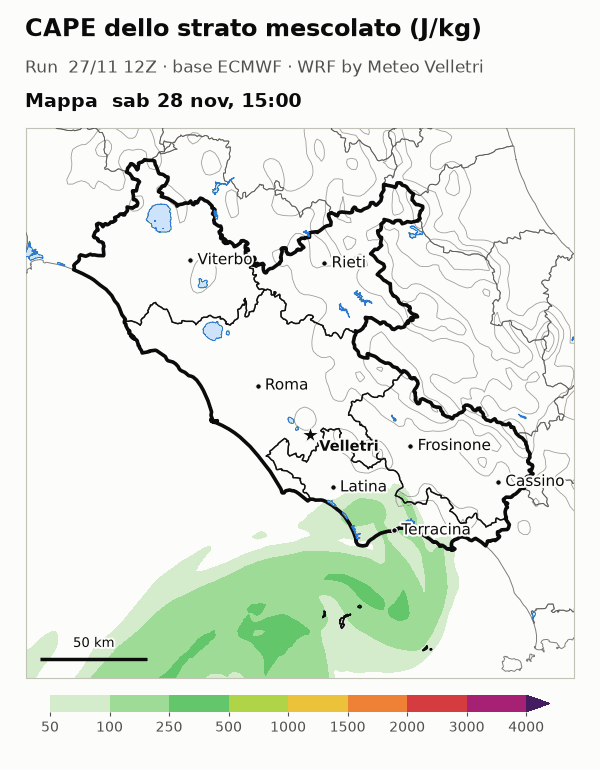 CAPE dello strato mescolato (J/kg)
Run  27/11 12Z · base ECMWF · WRF by Meteo Velletri
Mappa  sab 28 nov, 15:00
Viterbo
Rieti
Roma
Velletri
Frosinone
Latina
Cassino
Terracina
50 km
50 100 250 500 1000 1500 2000 3000 4000